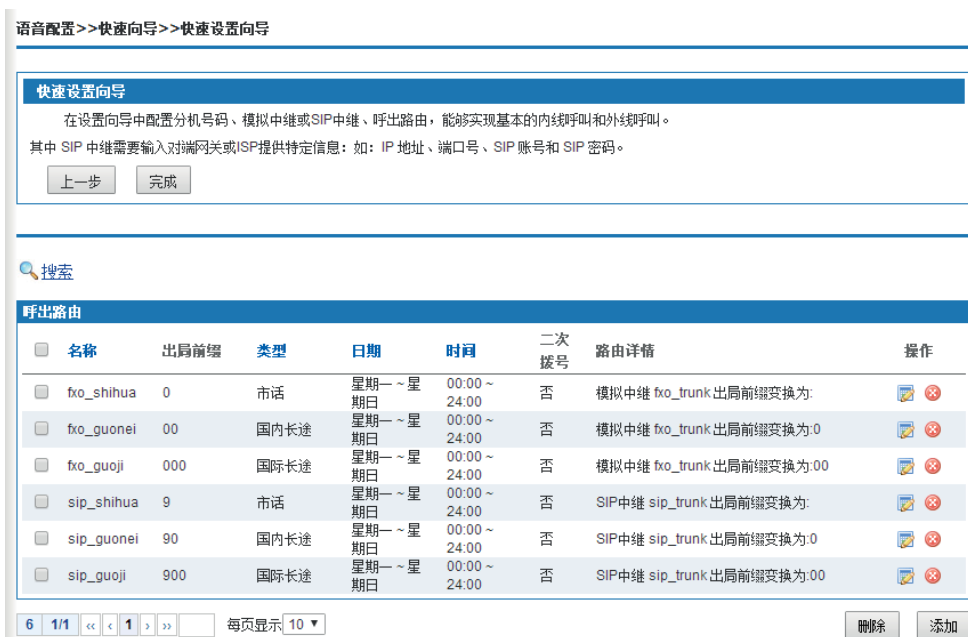 语音配置>>快速向导>>快速设置向导
快速设置向导
在设置向导中配置分机号码、模拟中继或SIP中继、呼出路由，能够实现基本的内线呼叫和外线呼叫。
其中 SIP 中继需要输入对端网关或ISP提供特定信息：如：IP 地址、端口号、SIP 账号和 SIP 密码。
上一步 完成
搜索
呼出路由
名称 出局前缀 类型 日期 时间 二次拨号 路由详情 操作
fxo_shihua 0 市话 星期一 ~ 星期日 00:00 ~ 24:00 否 模拟中继 fxo_trunk 出局前缀变换为:
fxo_guonei 00 国内长途 星期一 ~ 星期日 00:00 ~ 24:00 否 模拟中继 fxo_trunk 出局前缀变换为:0
fxo_guoji 000 国际长途 星期一 ~ 星期日 00:00 ~ 24:00 否 模拟中继 fxo_trunk 出局前缀变换为:00
sip_shihua 9 市话 星期一 ~ 星期日 00:00 ~ 24:00 否 SIP中继 sip_trunk 出局前缀变换为:
sip_guonei 90 国内长途 星期一 ~ 星期日 00:00 ~ 24:00 否 SIP中继 sip_trunk 出局前缀变换为:0
sip_guoji 900 国际长途 星期一 ~ 星期日 00:00 ~ 24:00 否 SIP中继 sip_trunk 出局前缀变换为:00
6 1/1 ‹‹ ‹ 1 › ›› 每页显示 10 ▼ 删除 添加